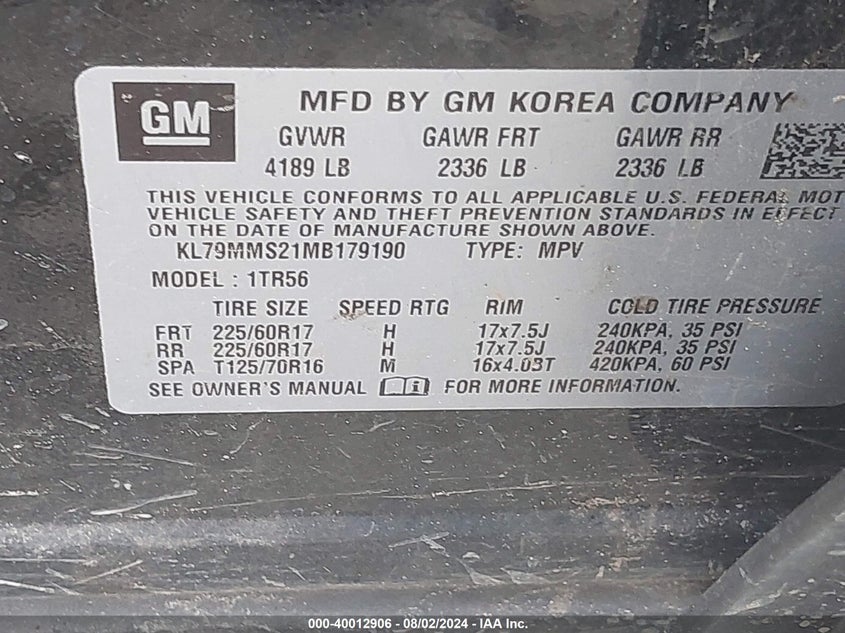 GM MFD BY GM KOREA COMPANY
GVWR GAWR FRT GAWR RR
4189 LB 2336 LB 2336 LB
THIS VEHICLE CONFORMS TO ALL APPLICABLE U.S. FEDERAL MOT
VEHICLE SAFETY AND THEFT PREVENTION STANDARDS IN EFFECT
ON THE DATE OF MANUFACTURE SHOWN ABOVE.
KL79MMS21MB179190 TYPE: MPV
MODEL : 1TR56
TIRE SIZE SPEED RTG RIM COLD TIRE PRESSURE
FRT 225/60R17 H 17x7.5J 240KPA, 35 PSI
RR 225/60R17 H 17x7.5J 240KPA, 35 PSI
SPA T125/70R16 M 16x4.0BT 420KPA, 60 PSI
SEE OWNER'S MANUAL FOR MORE INFORMATION.
000-40012906 - 08/02/2024 - IAA Inc.